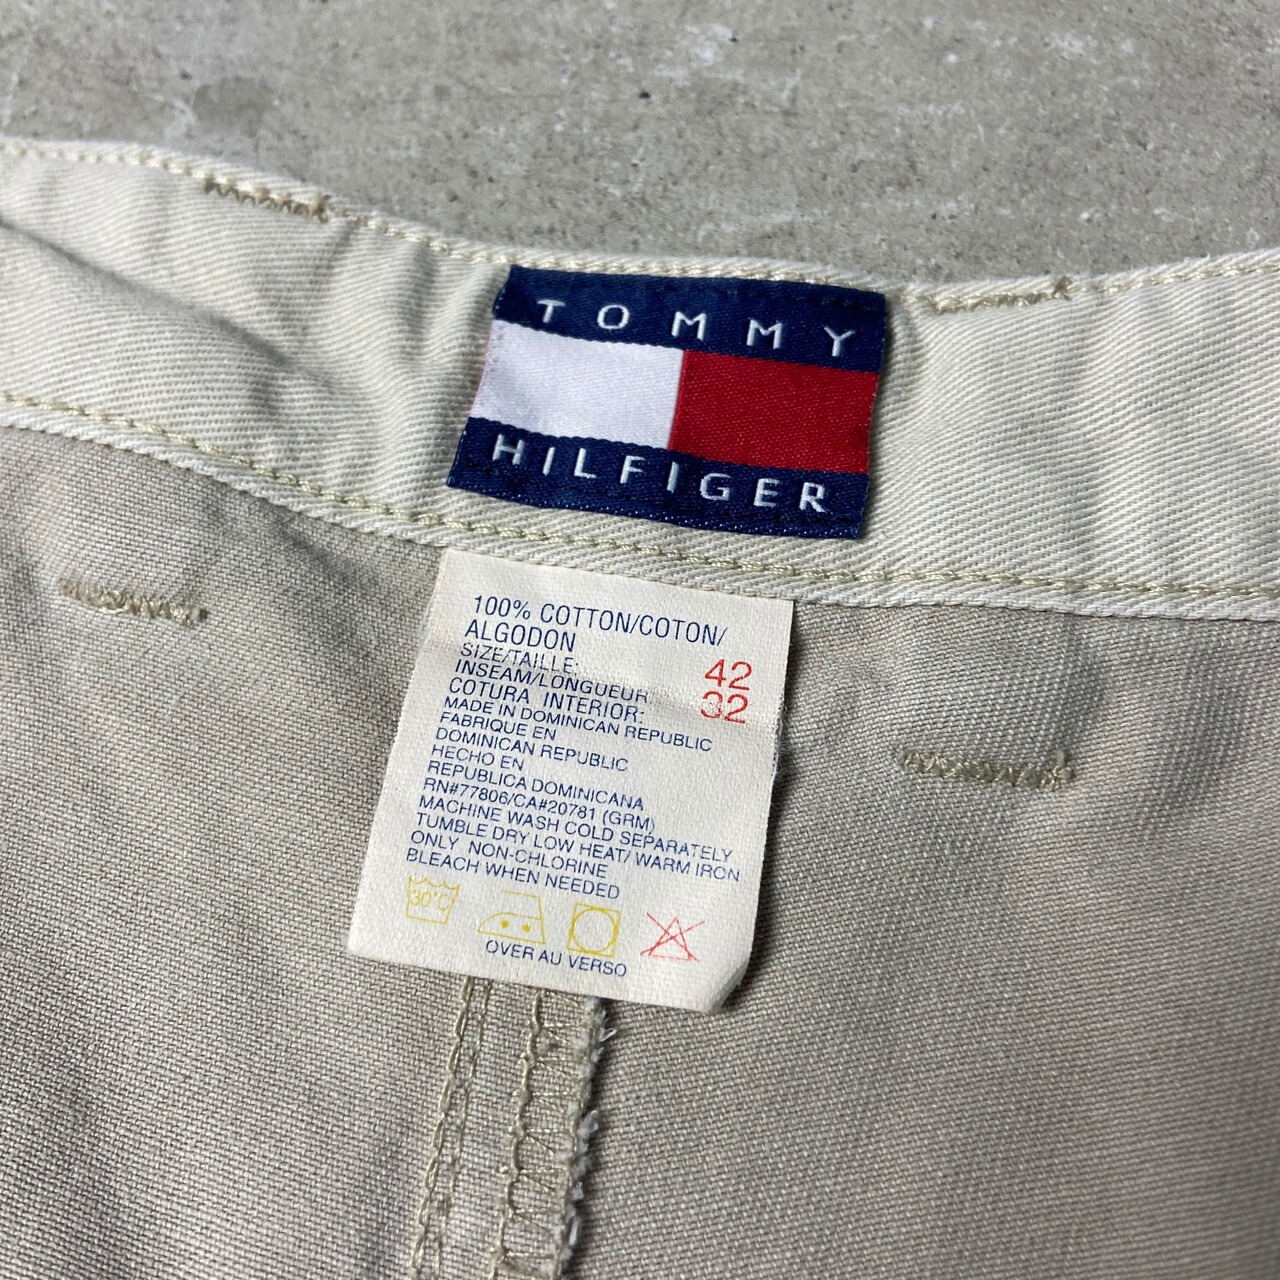 TOMMY
HILFIGER
100% COTTON/COTON/
ALGODON
SIZE/TAILLE: 42
INSEAM/LONGUEUR
COTURA INTERIOR: 32
MADE IN DOMINICAN REPUBLIC
FABRIQUE EN
DOMINICAN REPUBLIC
HECHO EN
REPUBLICA DOMINICANA
RN#77806/CA#20781 (GRM)
MACHINE WASH COLD SEPARATELY
TUMBLE DRY LOW HEAT/ WARM IRON
ONLY NON-CHLORINE
BLEACH WHEN NEEDED
30°C
OVER AU VERSO